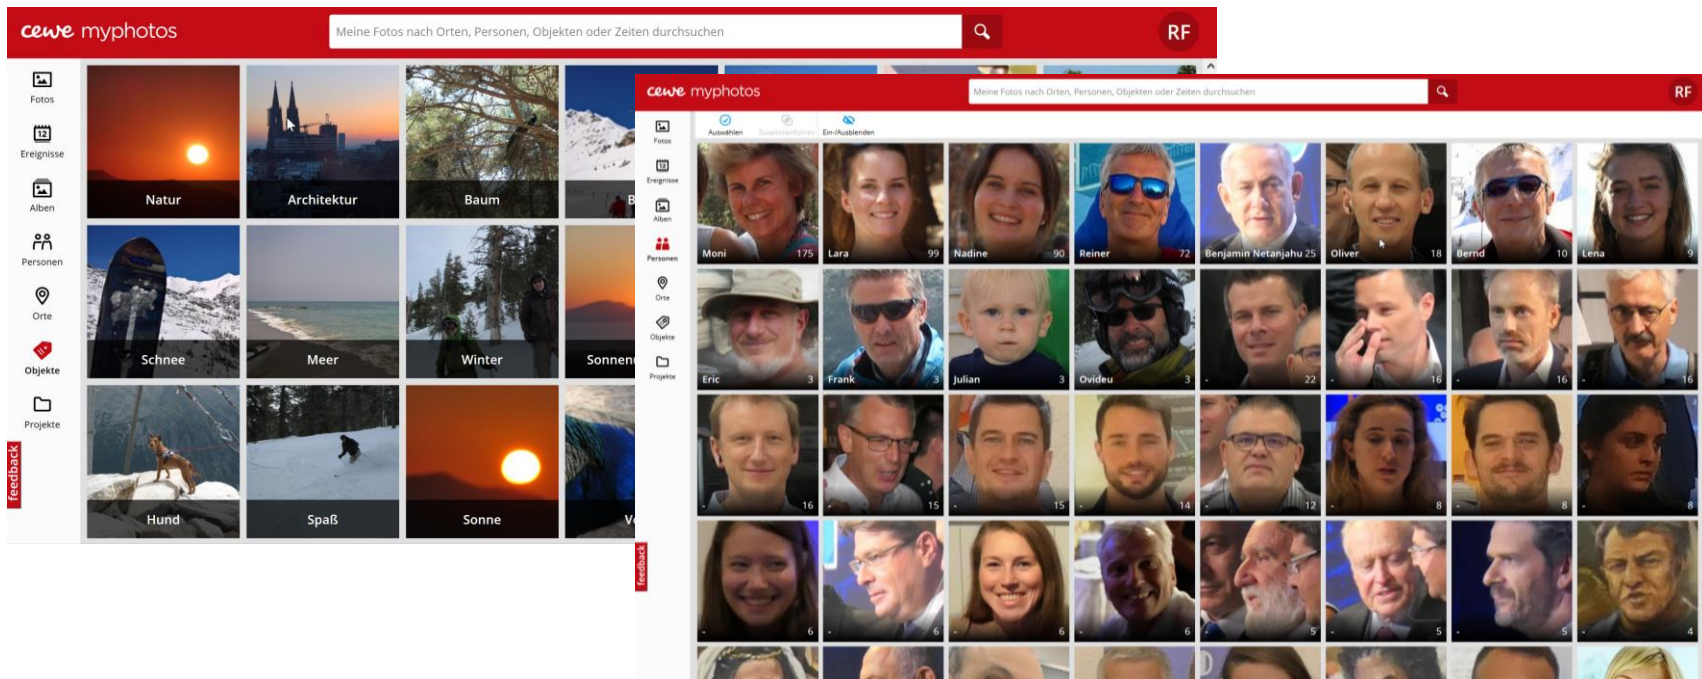 cewe myphotos
Meine Fotos nach Orten, Personen, Objekten oder Zeiten durchsuchen
RF
Fotos
Ereignisse
Alben
Personen
Orte
Objekte
Projekte
feedback
Natur
Architektur
Baum
B
Schnee
Meer
Winter
Sonnenu
Hund
Spaß
Sonne
cewe myphotos
Meine Fotos nach Orten, Personen, Objekten oder Zeiten durchsuchen
RF
Auswählen
Zusammenführen
Ein-/Ausblenden
Fotos
Ereignisse
Alben
Personen
Orte
Objekte
Projekte
feedback
Moni 175
Lara 99
Nadine 90
Reiner 72
Benjamin Netanjahu 25
Oliver 18
Bernd 10
Lena 9
Eric 3
Frank 3
Julian 3
Ovideu 3
- 22
- 16
- 16
- 16
- 16
- 15
- 15
- 14
- 12
- 8
- 8
- 8
- 6
- 6
- 6
- 6
- 5
- 5
- 5
- 4